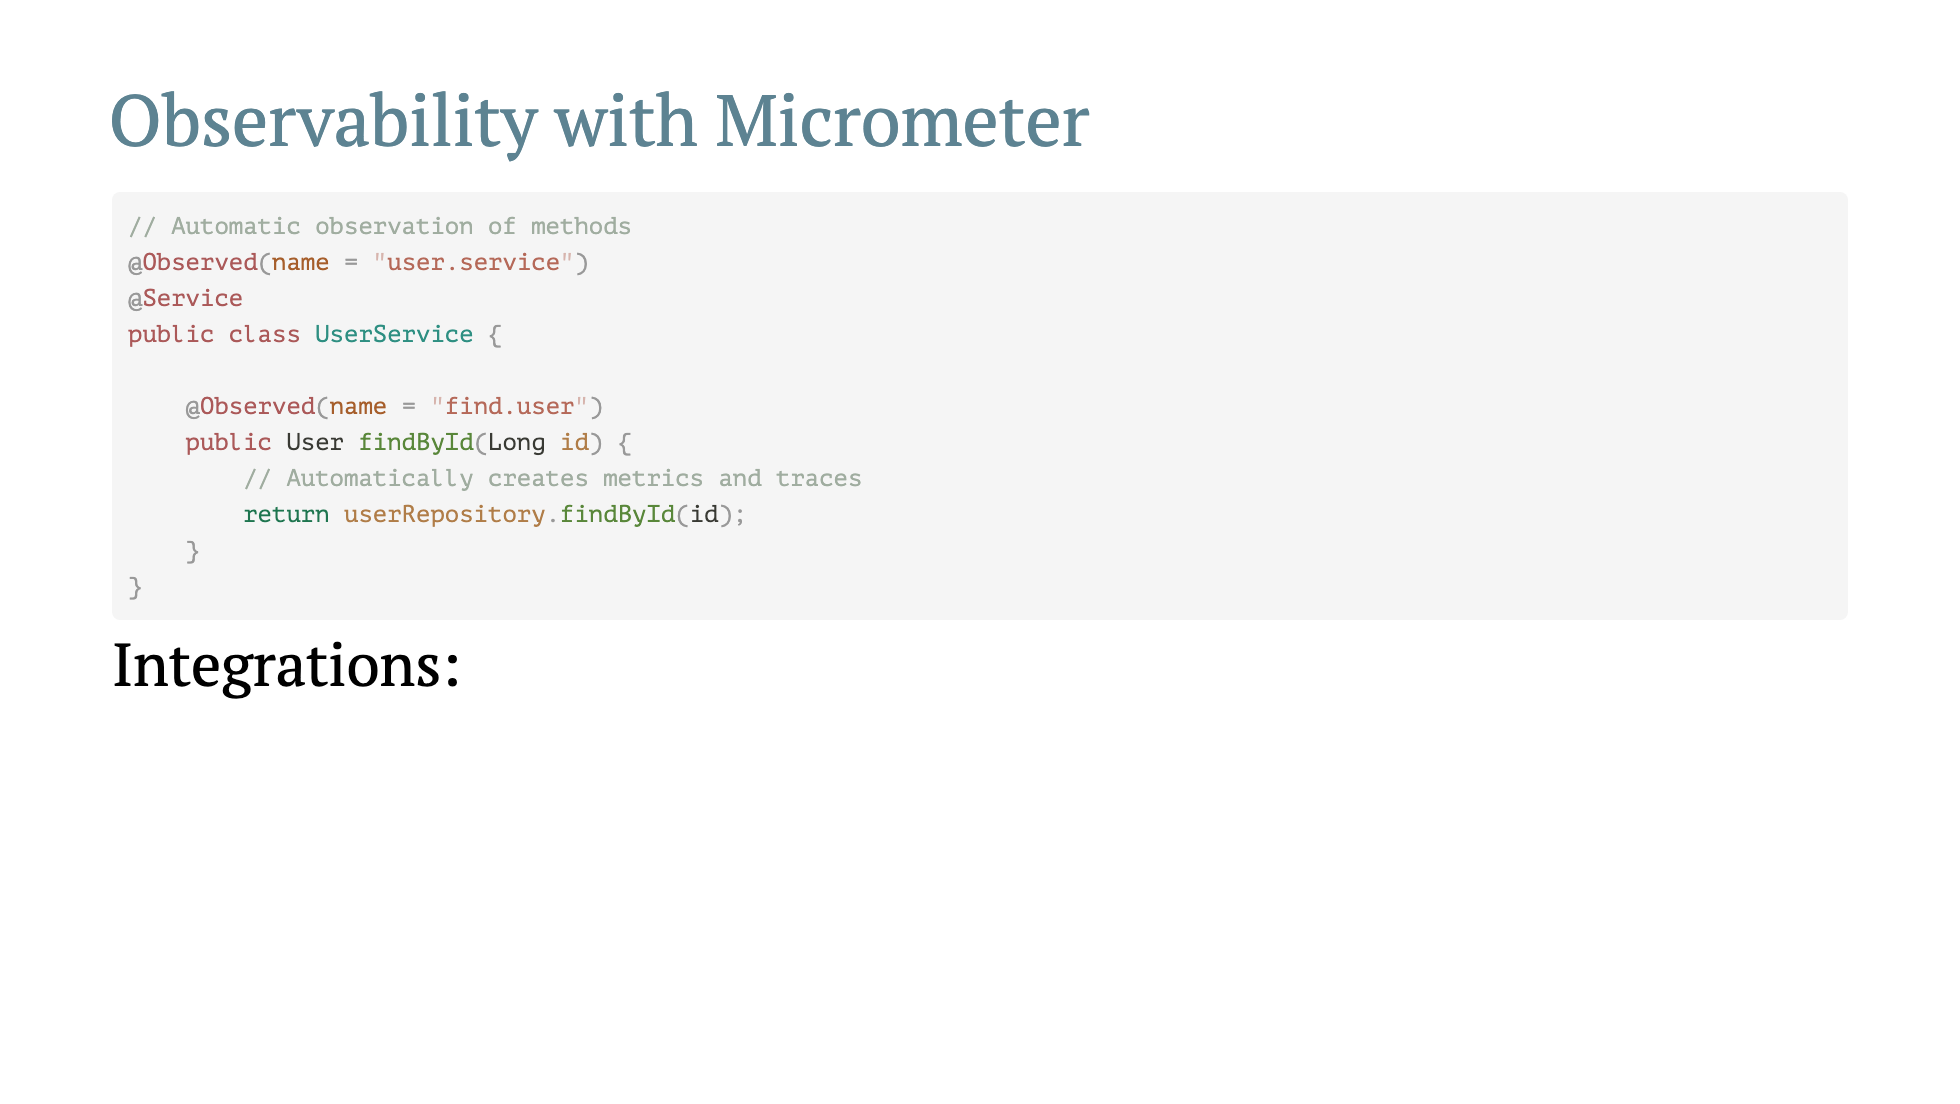 Observability with Micrometer
// Automatic observation of methods
@Observed(name = "user.service")
@Service
public class UserService {
    @Observed(name = "find.user")
    public User findById(Long id) {
        // Automatically creates metrics and traces
        return userRepository.findById(id);
    }
}
Integrations: